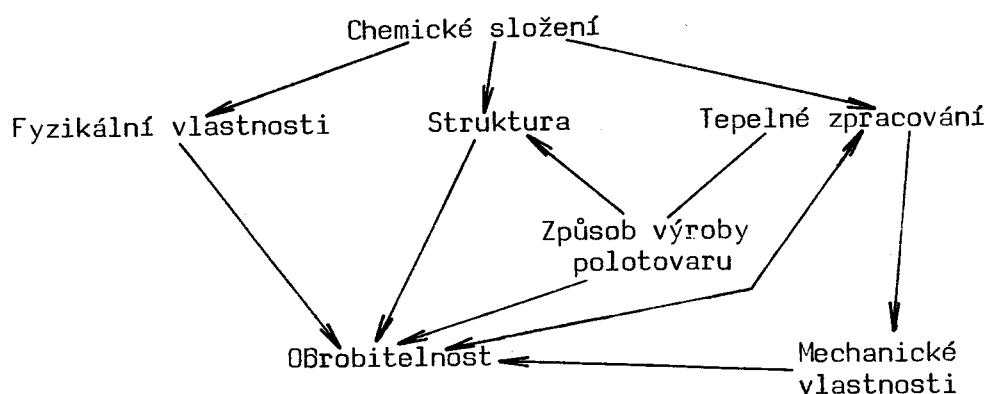 Chemické složení
Fyzikální vlastnosti
Struktura
Tepelné zpracování
Způsob výroby
polotovaru
Obrobitelnost
Mechanické
vlastnosti